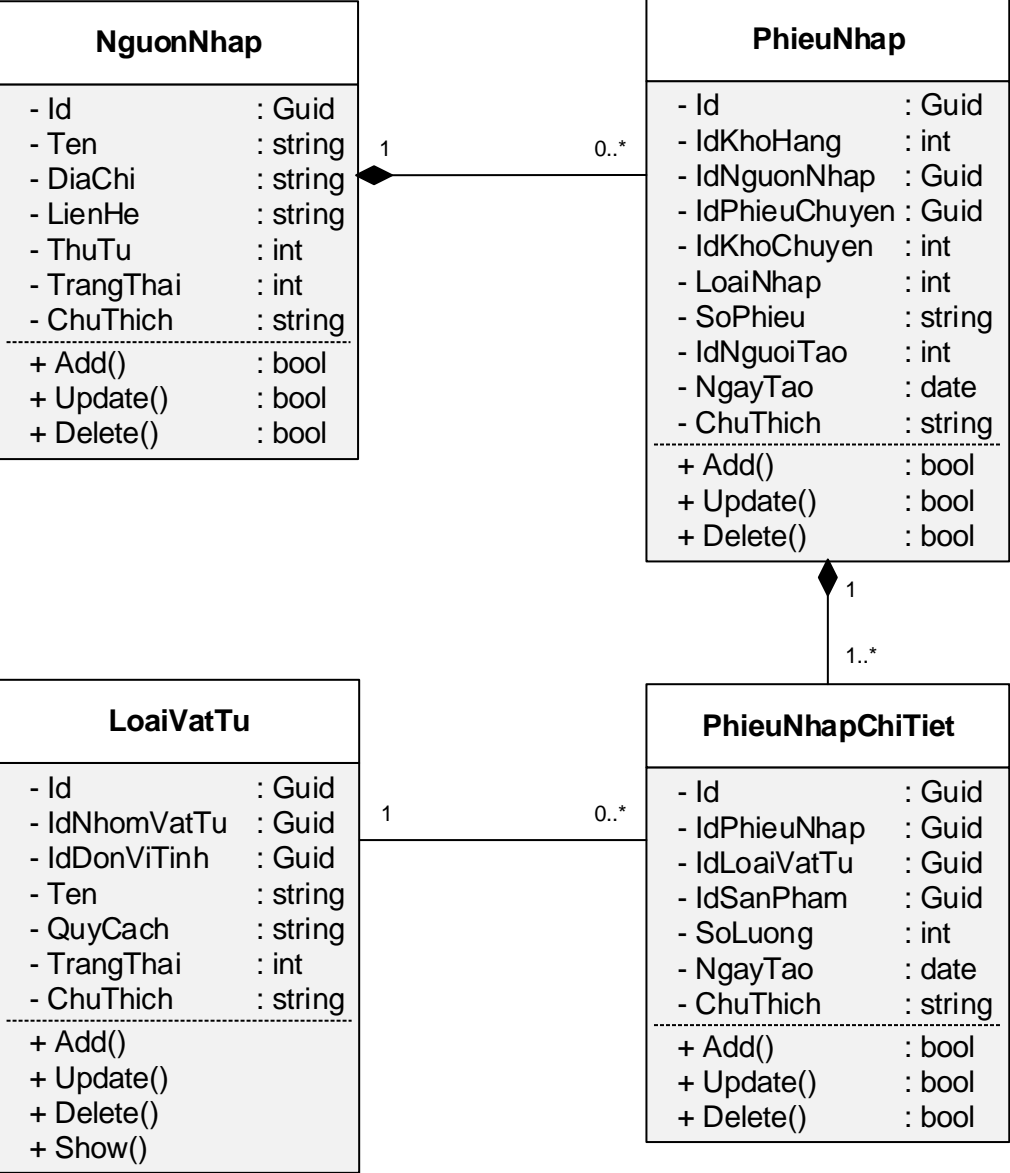 NguonNhap
- Id : Guid
- Ten : string
- DiaChi : string
- LienHe : string
- ThuTu : int
- TrangThai : int
- ChuThich : string
+ Add() : bool
+ Update() : bool
+ Delete() : bool
1
0..*
PhieuNhap
- Id : Guid
- IdKhoHang : int
- IdNguonNhap : Guid
- IdPhieuChuyen : Guid
- IdKhoChuyen : int
- LoaiNhap : int
- SoPhieu : string
- IdNguoiTao : int
- NgayTao : date
- ChuThich : string
+ Add() : bool
+ Update() : bool
+ Delete() : bool
1
1..*
LoaiVatTu
- Id : Guid
- IdNhomVatTu : Guid
- IdDonViTinh : Guid
- Ten : string
- QuyCach : string
- TrangThai : int
- ChuThich : string
+ Add()
+ Update()
+ Delete()
+ Show()
1
0..*
PhieuNhapChiTiet
- Id : Guid
- IdPhieuNhap : Guid
- IdLoaiVatTu : Guid
- IdSanPham : Guid
- SoLuong : int
- NgayTao : date
- ChuThich : string
+ Add() : bool
+ Update() : bool
+ Delete() : bool